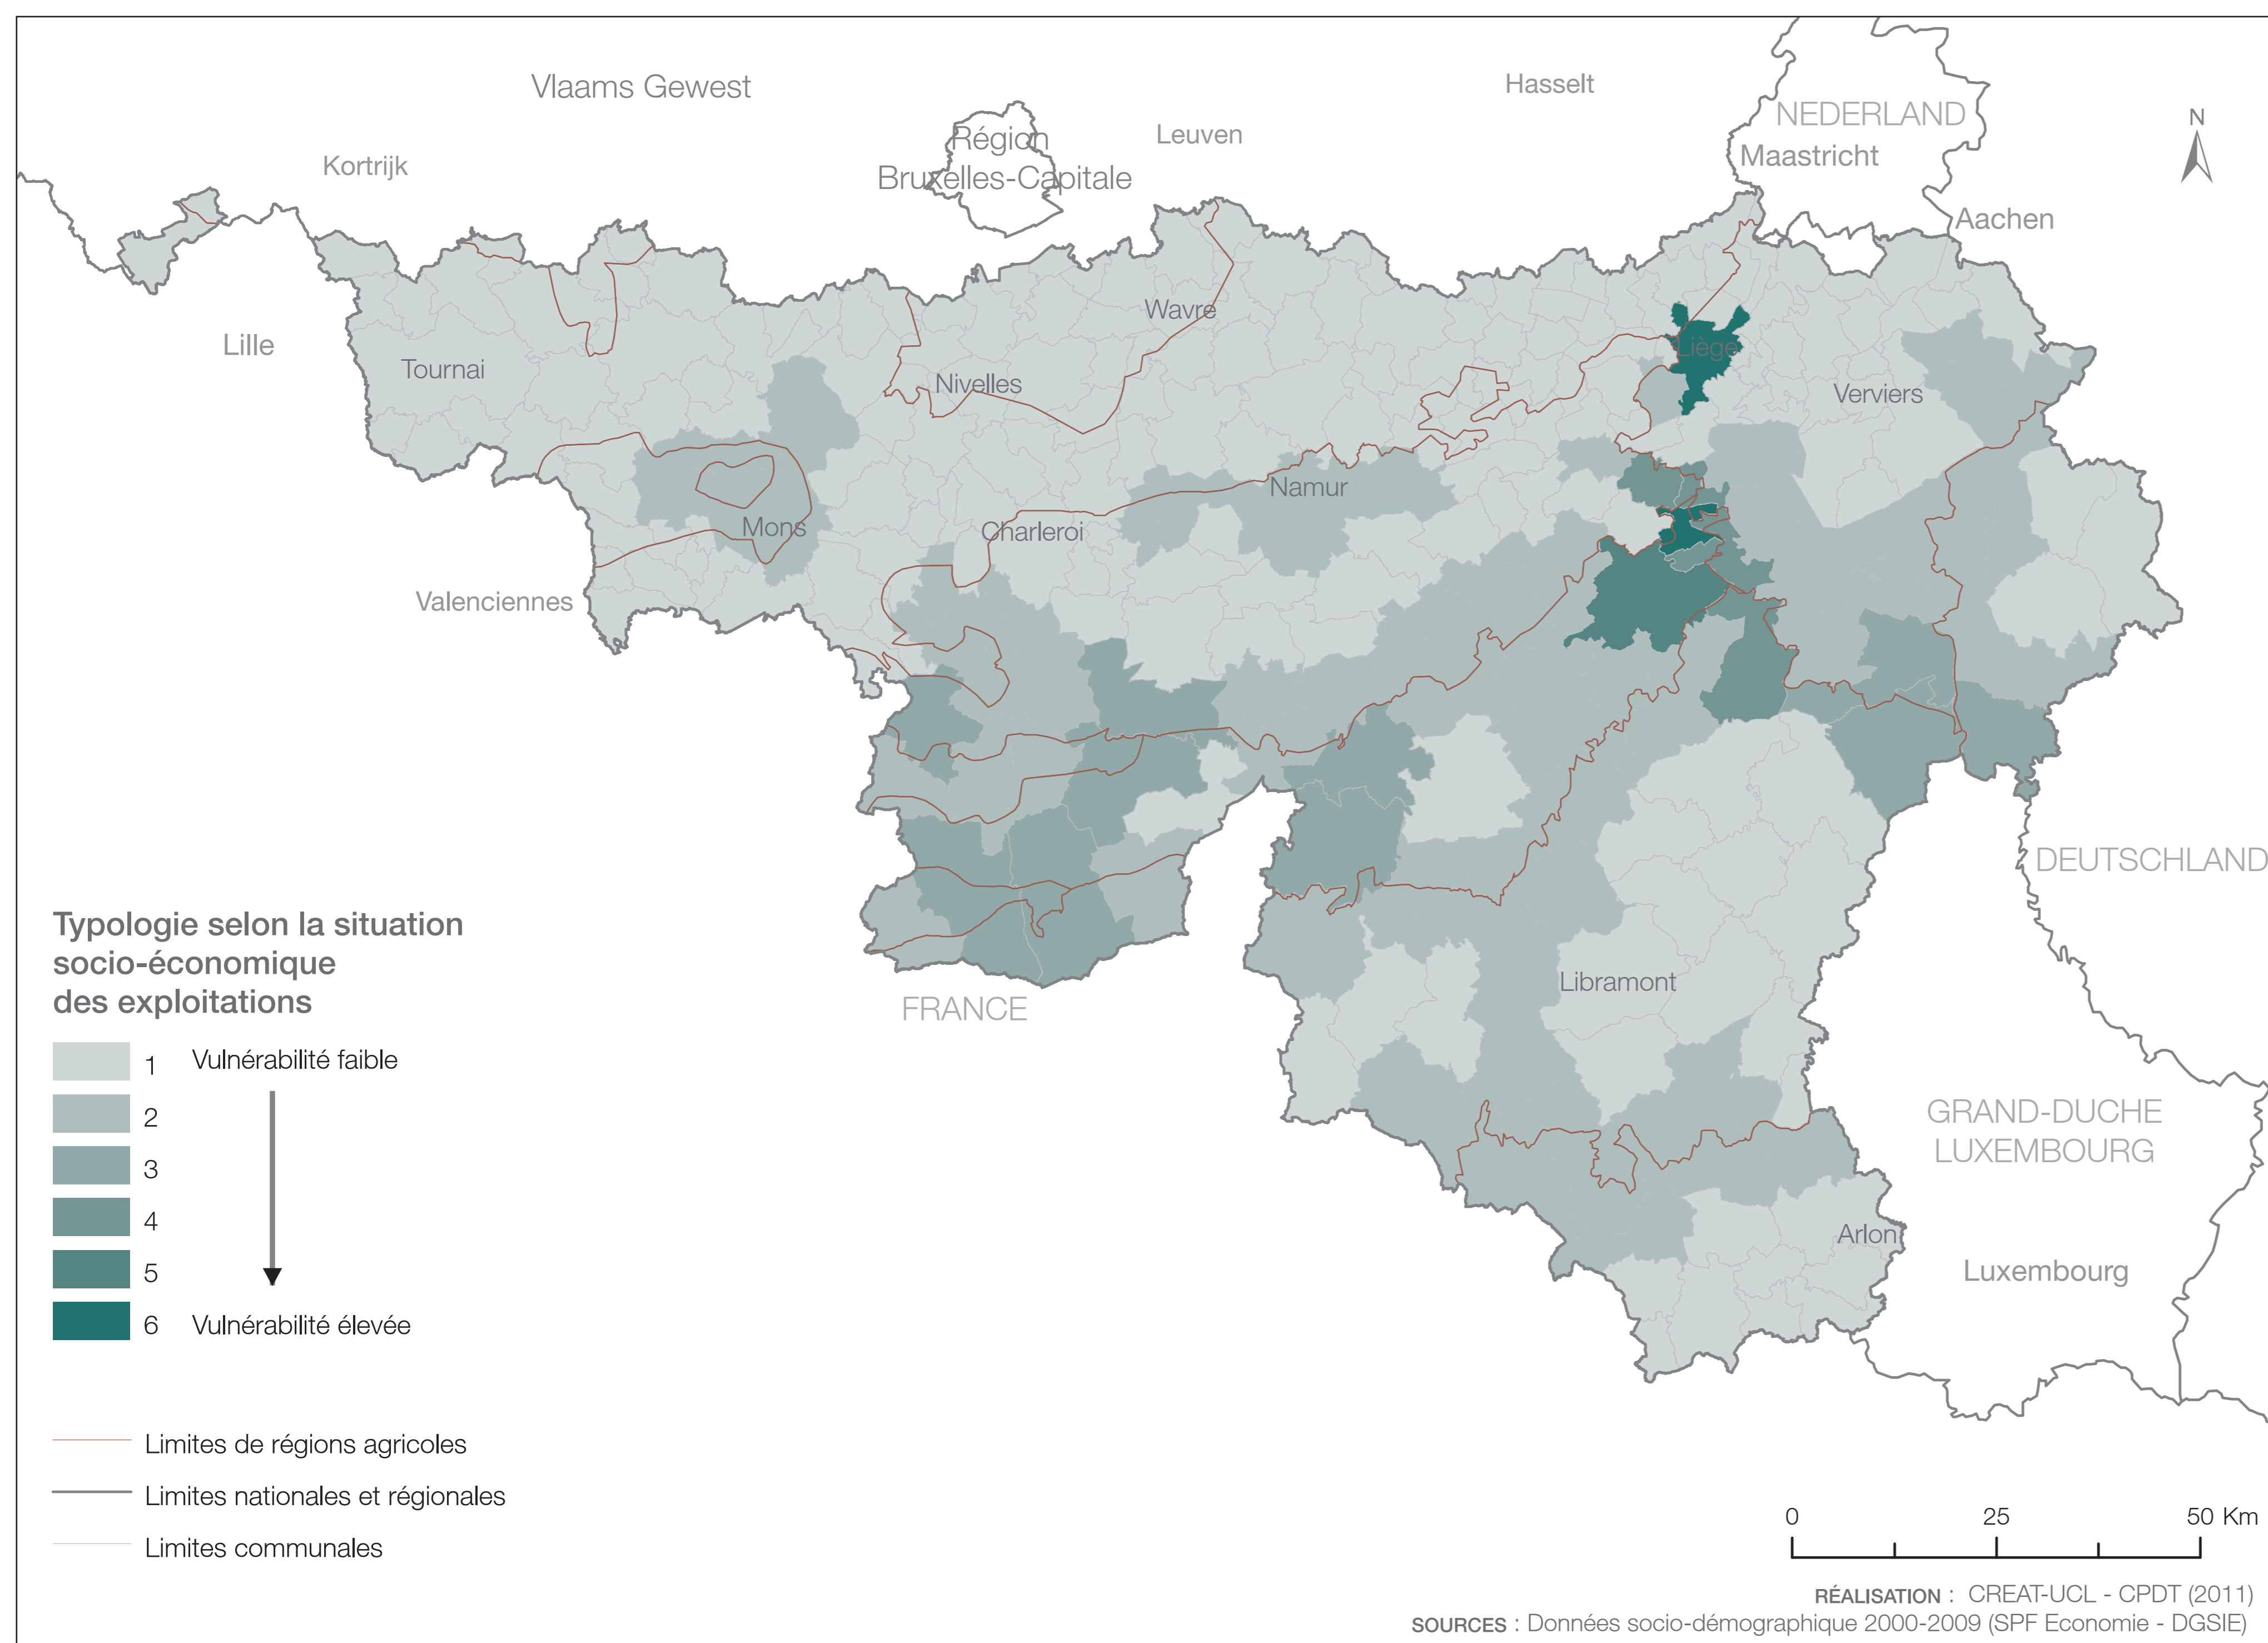 Vlaams Gewest
Hasselt
NEDERLAND
N
Région
Bruxelles-Capitale
Leuven
Maastricht
Kortrijk
Aachen
Wavre
Lille
Liège
Tournai
Nivelles
Verviers
Namur
Mons
Charleroi
Valenciennes
DEUTSCHLAND
Libramont
FRANCE
GRAND-DUCHE
LUXEMBOURG
Arlon
Luxembourg
Typologie selon la situation
socio-économique
des exploitations
1 Vulnérabilité faible
2
3
4
5
6 Vulnérabilité élevée
Limites de régions agricoles
Limites nationales et régionales
Limites communales
0 25 50 Km
RÉALISATION : CREAT-UCL - CPDT (2011)
SOURCES : Données socio-démographique 2000-2009 (SPF Economie - DGSIE)